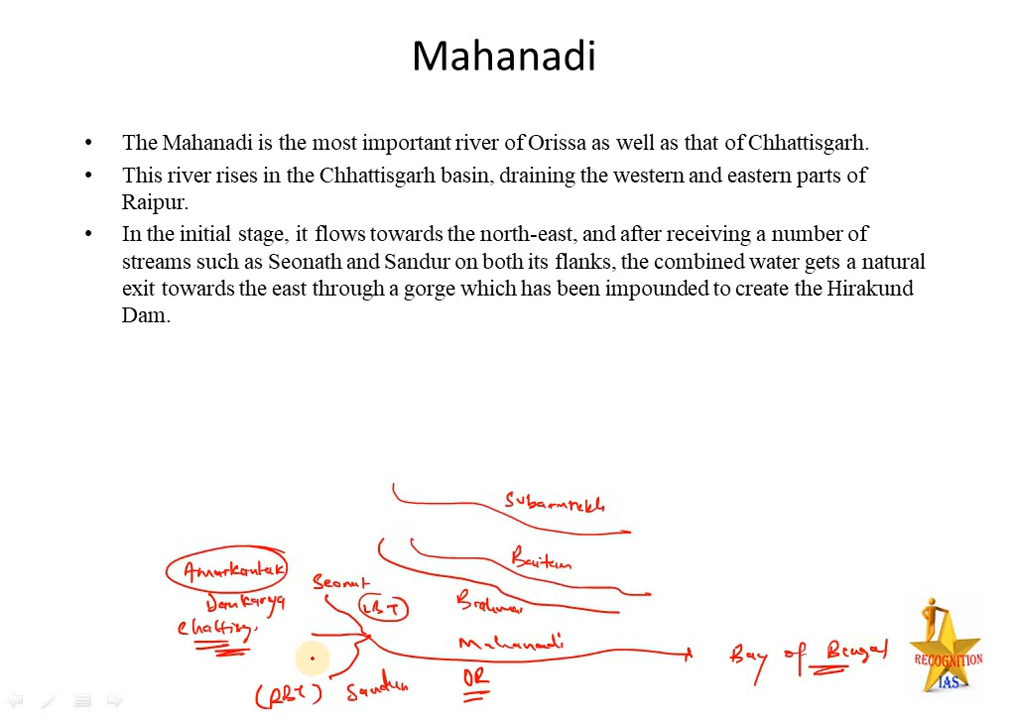 Mahanadi
• The Mahanadi is the most important river of Orissa as well as that of Chhattisgarh.
• This river rises in the Chhattisgarh basin, draining the western and eastern parts of
Raipur.
• In the initial stage, it flows towards the north-east, and after receiving a number of
streams such as Seonath and Sandur on both its flanks, the combined water gets a natural
exit towards the east through a gorge which has been impounded to create the Hirakund
Dam.
Amarkantak
Seonat
LBT
Mahanadi
Bay of Bengal
(RBT) Sandur
OR
RECOGNITION
IAS